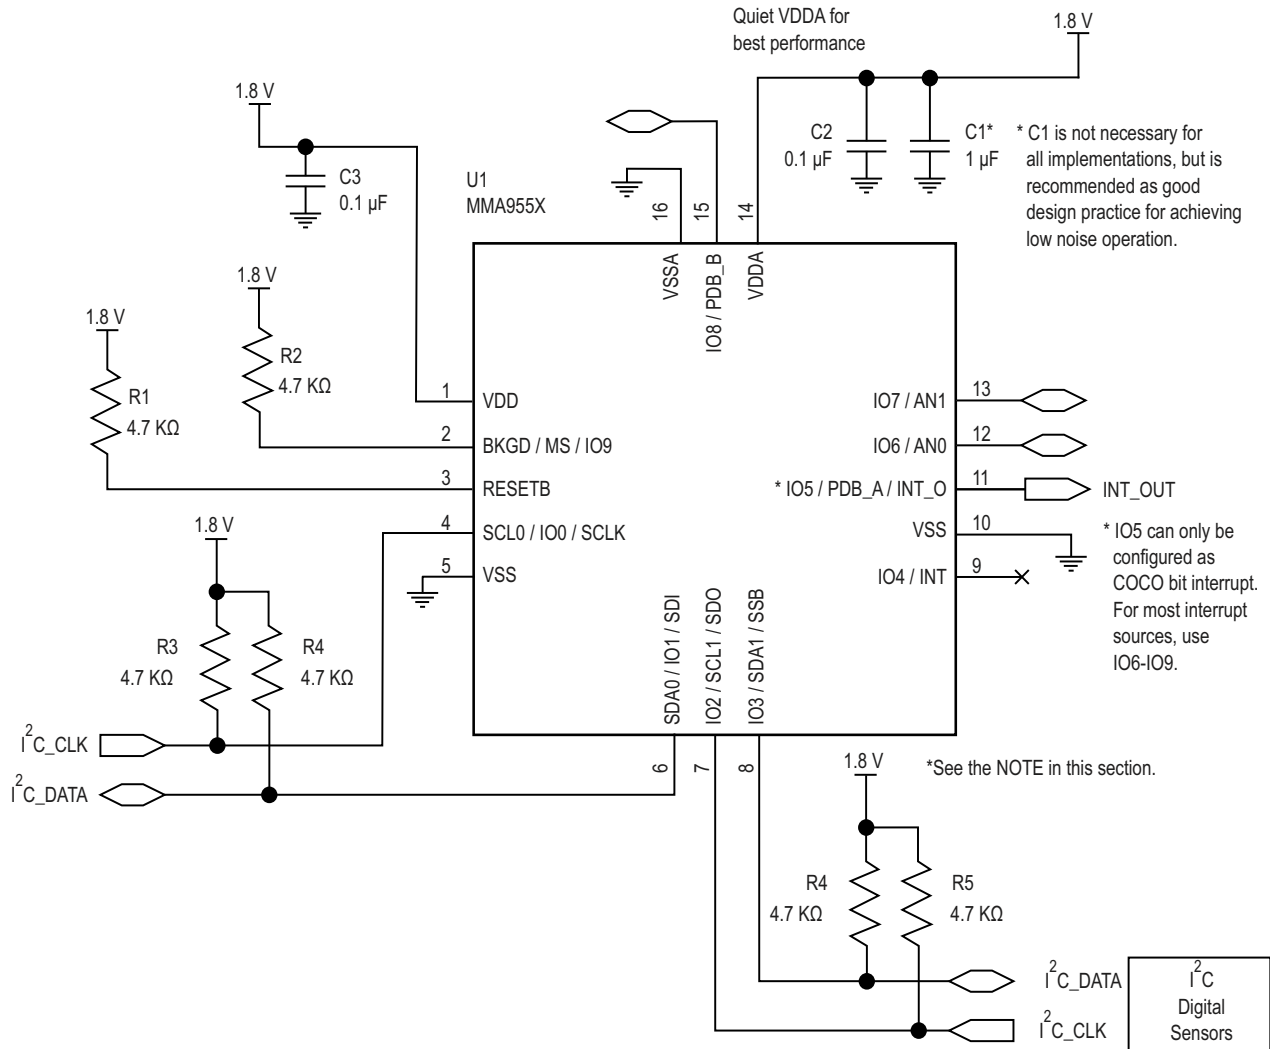 Quiet VDDA for
best performance
1.8 V
1.8 V
C2
0.1 µF
C1*
1 µF
* C1 is not necessary for
all implementations, but is
recommended as good
design practice for achieving
low noise operation.
C3
0.1 µF
U1
MMA955X
16
15
14
VSSA
IO8 / PDB_B
VDDA
1.8 V
R2
4.7 KΩ
1.8 V
R1
4.7 KΩ
1
VDD
2
BKGD / MS / IO9
3
RESETB
4
SCL0 / IO0 / SCLK
5
VSS
IO7 / AN1
13
IO6 / AN0
12
* IO5 / PDB_A / INT_O
11
INT_OUT
VSS
10
IO4 / INT
9
* IO5 can only be
configured as
COCO bit interrupt.
For most interrupt
sources, use
IO6-IO9.
1.8 V
R3
4.7 KΩ
R4
4.7 KΩ
SDA0 / IO1 / SDI
IO2 / SCL1 / SDO
IO3 / SDA1 / SSB
I²C_CLK
I²C_DATA
6
7
8
1.8 V
*See the NOTE in this section.
R4
4.7 KΩ
R5
4.7 KΩ
I²C_DATA
I²C_CLK
I²C
Digital
Sensors